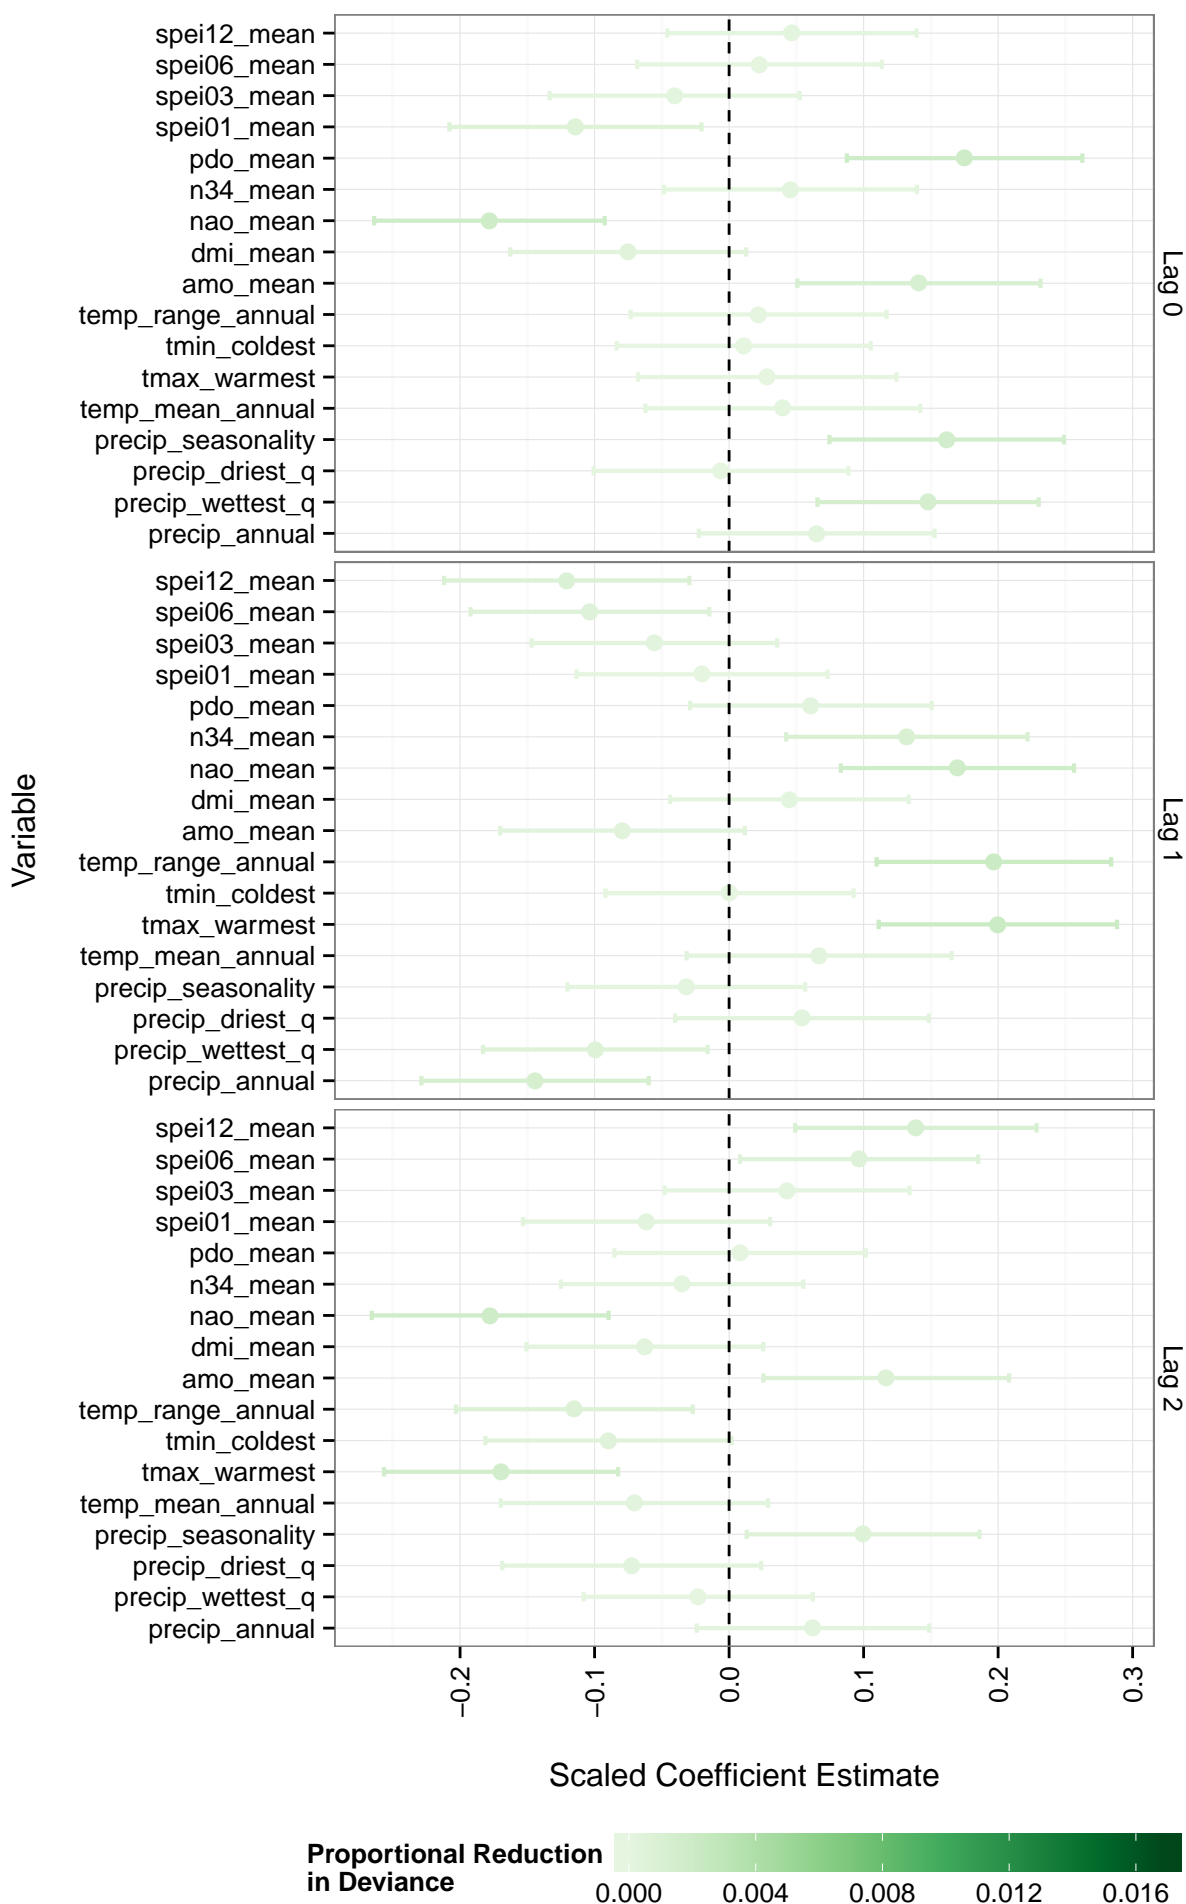 Variable
spei12_mean
spei06_mean
spei03_mean
spei01_mean
pdo_mean
n34_mean
nao_mean
dmi_mean
amo_mean
temp_range_annual
tmin_coldest
tmax_warmest
temp_mean_annual
precip_seasonality
precip_driest_q
precip_wettest_q
precip_annual
Lag 0
spei12_mean
spei06_mean
spei03_mean
spei01_mean
pdo_mean
n34_mean
nao_mean
dmi_mean
amo_mean
temp_range_annual
tmin_coldest
tmax_warmest
temp_mean_annual
precip_seasonality
precip_driest_q
precip_wettest_q
precip_annual
Lag 1
spei12_mean
spei06_mean
spei03_mean
spei01_mean
pdo_mean
n34_mean
nao_mean
dmi_mean
amo_mean
temp_range_annual
tmin_coldest
tmax_warmest
temp_mean_annual
precip_seasonality
precip_driest_q
precip_wettest_q
precip_annual
Lag 2
−0.2 −0.1 0.0 0.1 0.2 0.3
Scaled Coefficient Estimate
Proportional Reduction
in Deviance
0.000 0.004 0.008 0.012 0.016